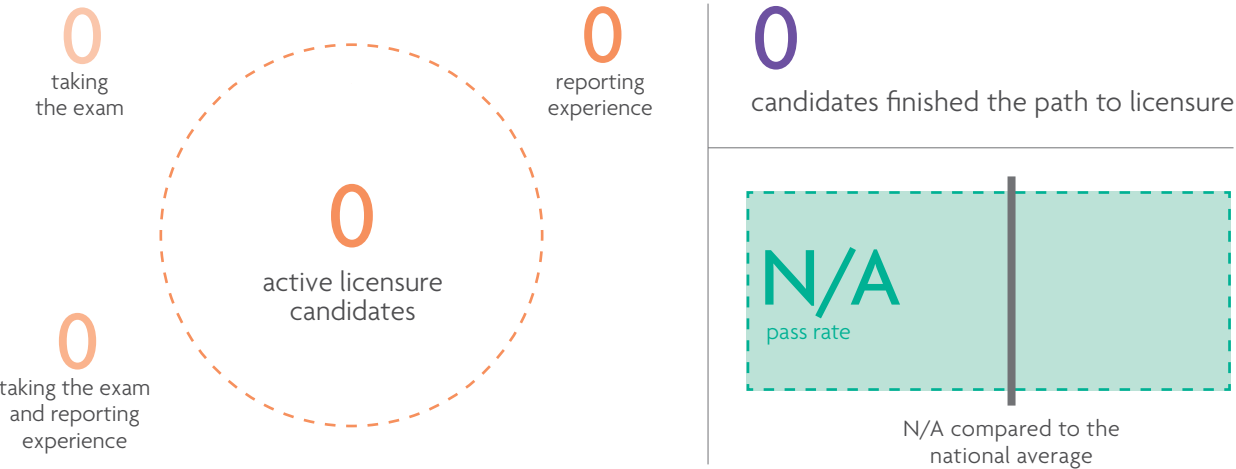 0
taking
the exam
0
reporting
experience
0
active licensure
candidates
0
taking the exam
and reporting
experience
0
candidates finished the path to licensure
N/A
pass rate
N/A compared to the
national average